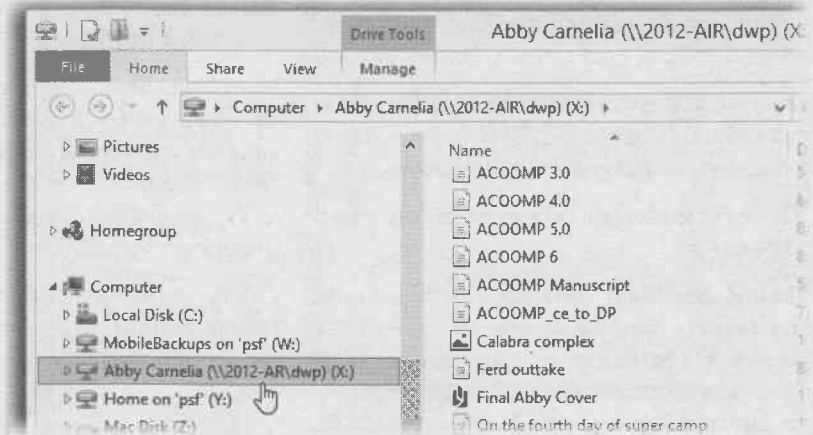 Drive Tools
Abby Carnelia (\\2012-AIR\dwp) (X:
File Home Share View Manage
Computer Abby Carnelia (\\2012-AIR\dwp) (X:)
Pictures
Videos
Homegroup
Computer
Local Disk (C:)
MobileBackups on 'psf' (W:)
Abby Carnelia (\\2012-AR\dwp) (X:)
Home on 'psf' (Y:)
Mac Disk (Z:)
Name
ACOOMP 3.0
ACOOMP 4.0
ACOOMP 5.0
ACOOMP 6
ACOOMP Manuscript
ACOOMP_ce_to_DP
Calabra complex
Ferd outtake
Final Abby Cover
On the fourth day of super camp